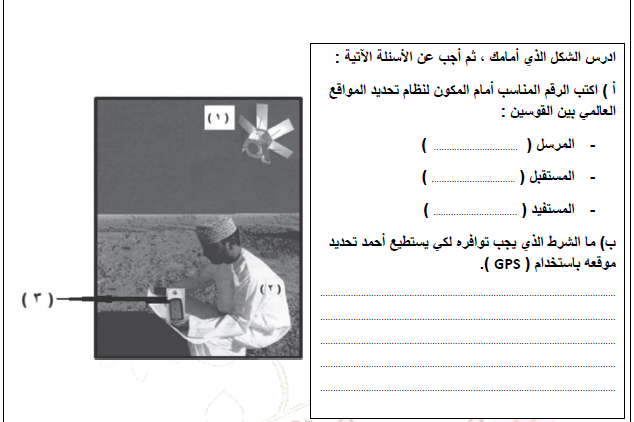 ادرس الشكل الذي أمامك ، ثم أجب عن الأسئلة الآتية :
أ ) اكتب الرقم المناسب أمام المكون لنظام تحديد المواقع
العالمي بين القوسين :
- المرسل ( .............................. )
- المستقبل ( .............................. )
- المستفيد ( .............................. )
ب) ما الشرط الذي يجب توافره لكي يستطيع أحمد تحديد
موقعه باستخدام ( GPS ).
(١)
(٢)
(٣)